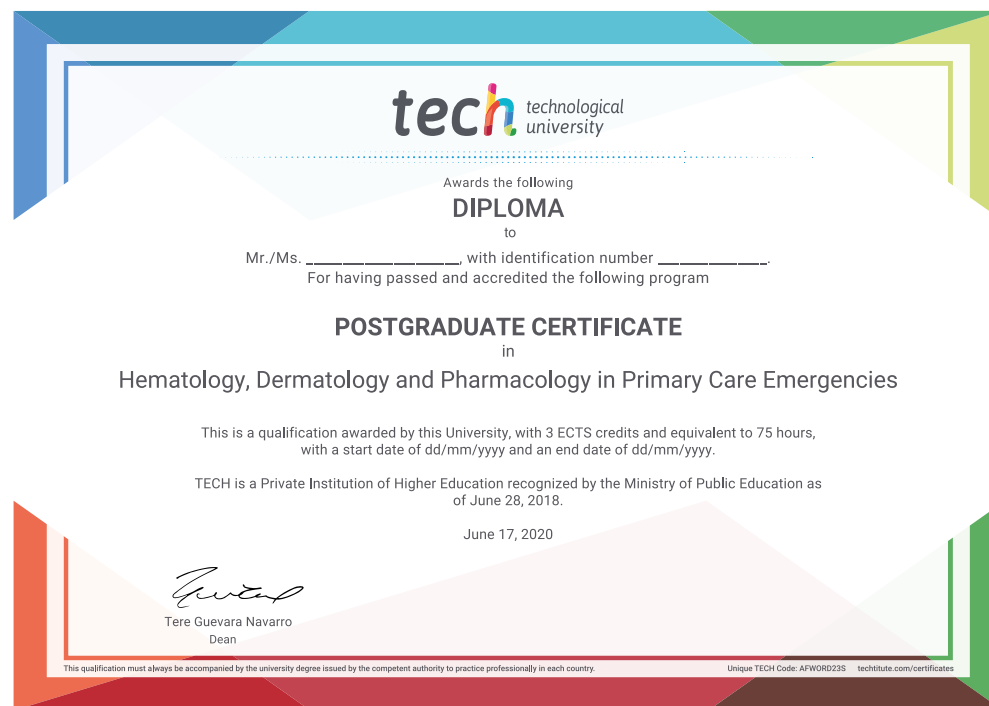 tech technological
university
Awards the following
DIPLOMA
to
Mr./Ms. ____________________, with identification number ______________.
For having passed and accredited the following program
POSTGRADUATE CERTIFICATE
in
Hematology, Dermatology and Pharmacology in Primary Care Emergencies
This is a qualification awarded by this University, with 3 ECTS credits and equivalent to 75 hours,
with a start date of dd/mm/yyyy and an end date of dd/mm/yyyy.
TECH is a Private Institution of Higher Education recognized by the Ministry of Public Education as
of June 28, 2018.
June 17, 2020
Tere Guevara Navarro
Dean
This qualification must always be accompanied by the university degree issued by the competent authority to practice professionally in each country.
Unique TECH Code: AFWORD23S techtitute.com/certificates